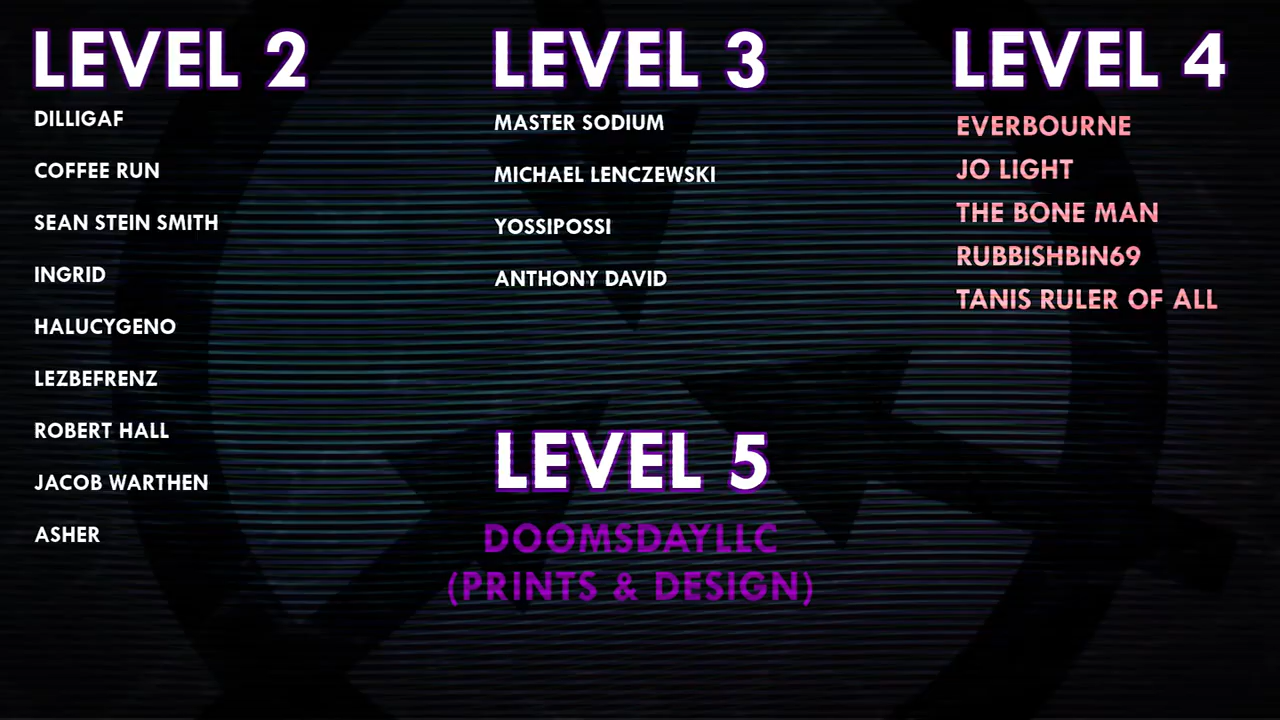 LEVEL 2
DILLIGAF
COFFEE RUN
SEAN STEIN SMITH
INGRID
HALUCYGENO
LEZBEFRENZ
ROBERT HALL
JACOB WARTHEN
ASHER
LEVEL 3
MASTER SODIUM
MICHAEL LENCZEWSKI
YOSSIPOSSI
ANTHONY DAVID
LEVEL 4
EVERBOURNE
JO LIGHT
THE BONE MAN
RUBBISHBIN69
TANIS RULER OF ALL
LEVEL 5
DOOMSDAYLLC
(PRINTS & DESIGN)